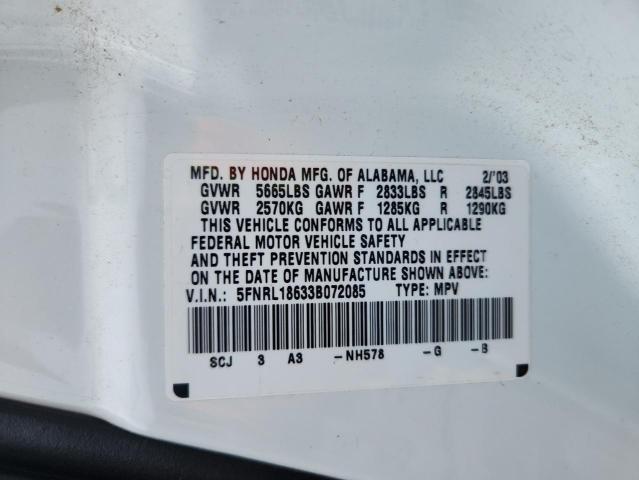 MFD. BY HONDA MFG. OF ALABAMA, LLC 2/'03
GVWR 5665LBS GAWR F 2833LBS R 2845LBS
GVWR 2570KG GAWR F 1285KG R 1290KG
THIS VEHICLE CONFORMS TO ALL APPLICABLE
FEDERAL MOTOR VEHICLE SAFETY
AND THEFT PREVENTION STANDARDS IN EFFECT
ON THE DATE OF MANUFACTURE SHOWN ABOVE:
V.I.N.: 5FNRL18633B072085 TYPE: MPV
SCJ 3 A3 -NH578 -G -B